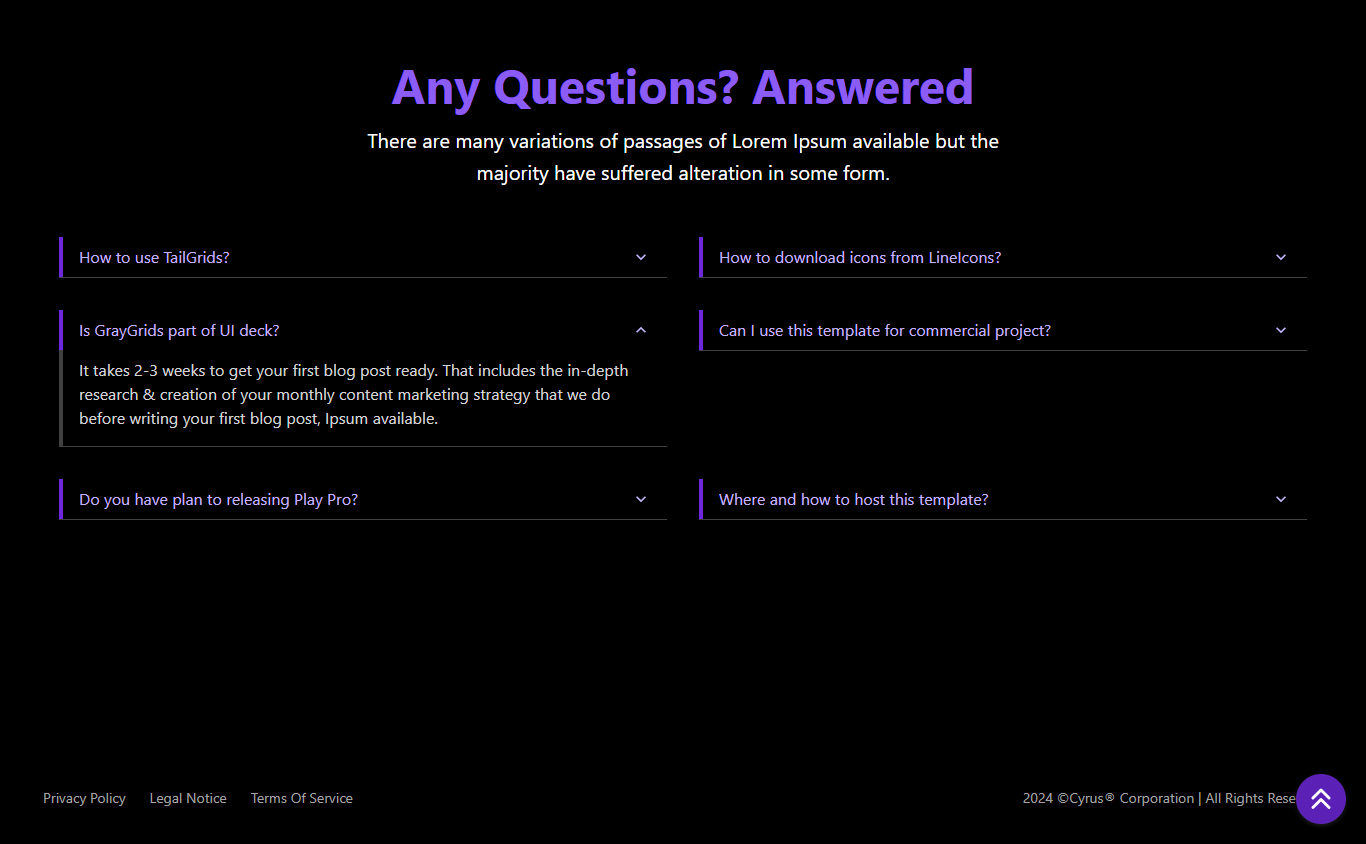 Any Questions? Answered
There are many variations of passages of Lorem Ipsum available but the
majority have suffered alteration in some form.
How to use TailGrids?
How to download icons from LineIcons?
Is GrayGrids part of UI deck?
Can I use this template for commercial project?
It takes 2-3 weeks to get your first blog post ready. That includes the in-depth
research & creation of your monthly content marketing strategy that we do
before writing your first blog post, Ipsum available.
Do you have plan to releasing Play Pro?
Where and how to host this template?
Privacy Policy
Legal Notice
Terms Of Service
2024 ©Cyrus® Corporation | All Rights